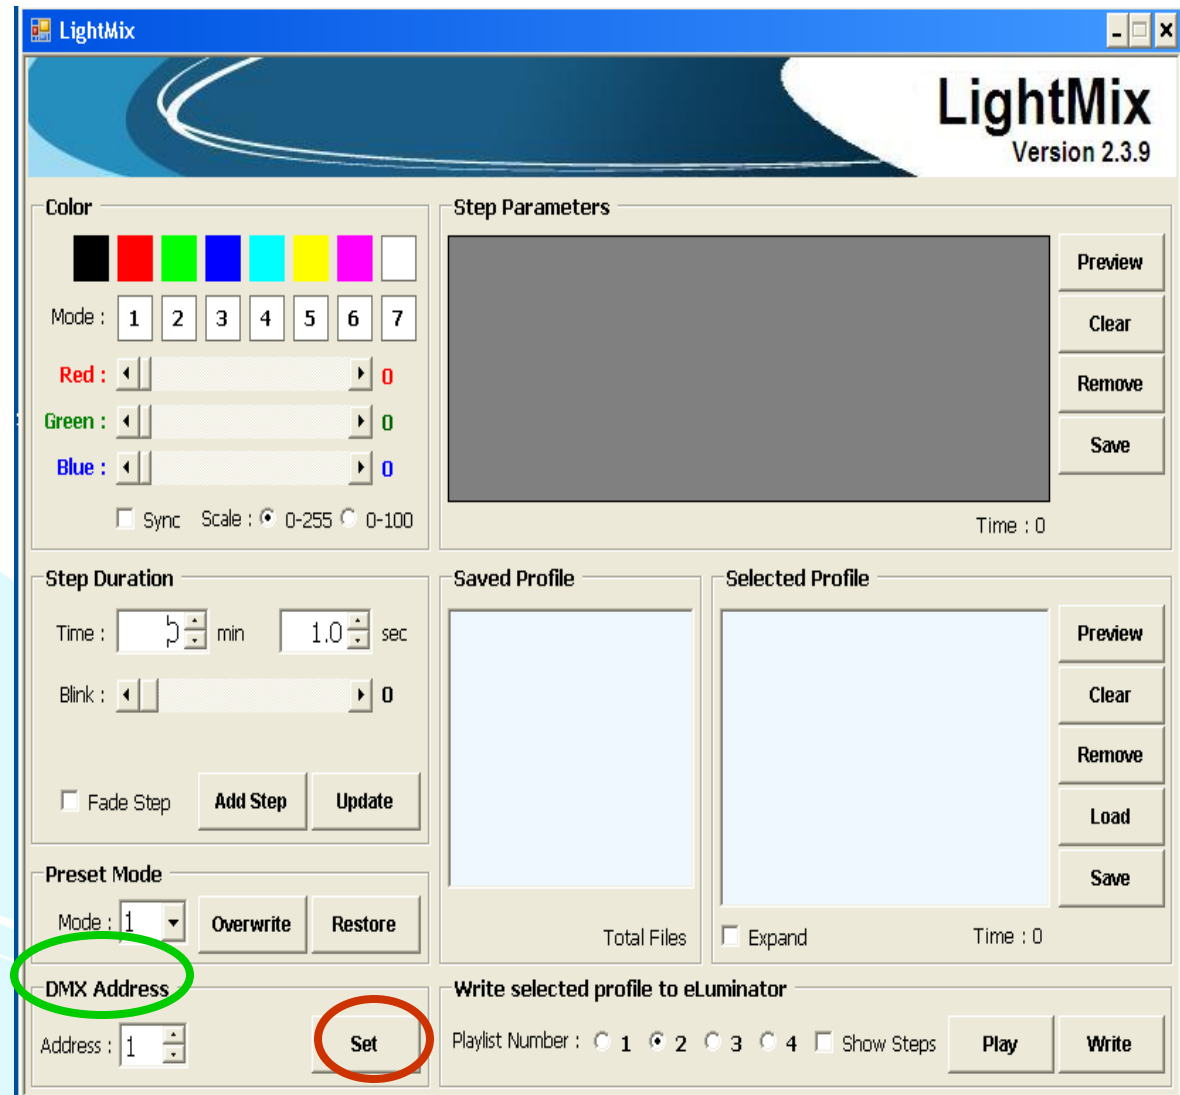 LightMix
LightMix
Version 2.3.9
Color
Mode : 1 2 3 4 5 6 7
Red : 0
Green : 0
Blue : 0
Sync Scale : 0-255 0-100
Step Parameters
Preview
Clear
Remove
Save
Time : 0
Step Duration
Time : min 1.0 sec
Blink : 0
Fade Step Add Step Update
Saved Profile
Total Files
Selected Profile
Preview
Clear
Remove
Load
Save
Expand Time : 0
Preset Mode
Mode : 1 Overwrite Restore
DMX Address
Address : 1 Set
Write selected profile to eLuminator
Playlist Number : 1 2 3 4 Show Steps Play Write